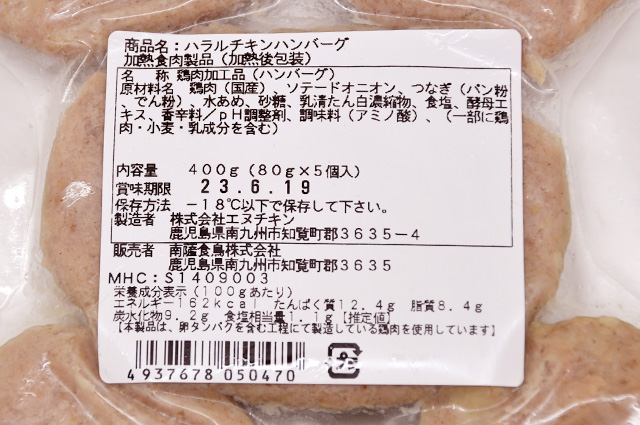 商品名：ハラルチキンハンバーグ
加熱食肉製品（加熱後包装）
名　称 鶏肉加工品（ハンバーグ）
原材料名　鶏肉（国産）、ソテードオニオン、つなぎ（パン粉
、でん粉）、水あめ、砂糖、乳清たん白濃縮物、食塩、酵母エ
キス、香辛料／ｐＨ調整剤、調味料（アミノ酸）、（一部に鶏
肉・小麦・乳成分を含む）
内容量　４００ｇ（８０ｇ×５個入）
賞味期限　23.6.19
保存方法　－１８℃以下で保存して下さい。
製造者　株式会社エヌチキン
鹿児島県南九州市知覧町郡３６３５－４
販売者　南薩食鳥株式会社
鹿児島県南九州市知覧町郡３６３５
MHC：S1409003
栄養成分表示（１００ｇあたり）
エネルギー１６２kcal　たんぱく質１２．４ｇ　脂質８．４ｇ
炭水化物９．２ｇ　食塩相当量１．１ｇ［推定値］
【本製品は、卵タンパクを含む工程にて製造している鶏肉を使用しています】
4937678 050470
プラ